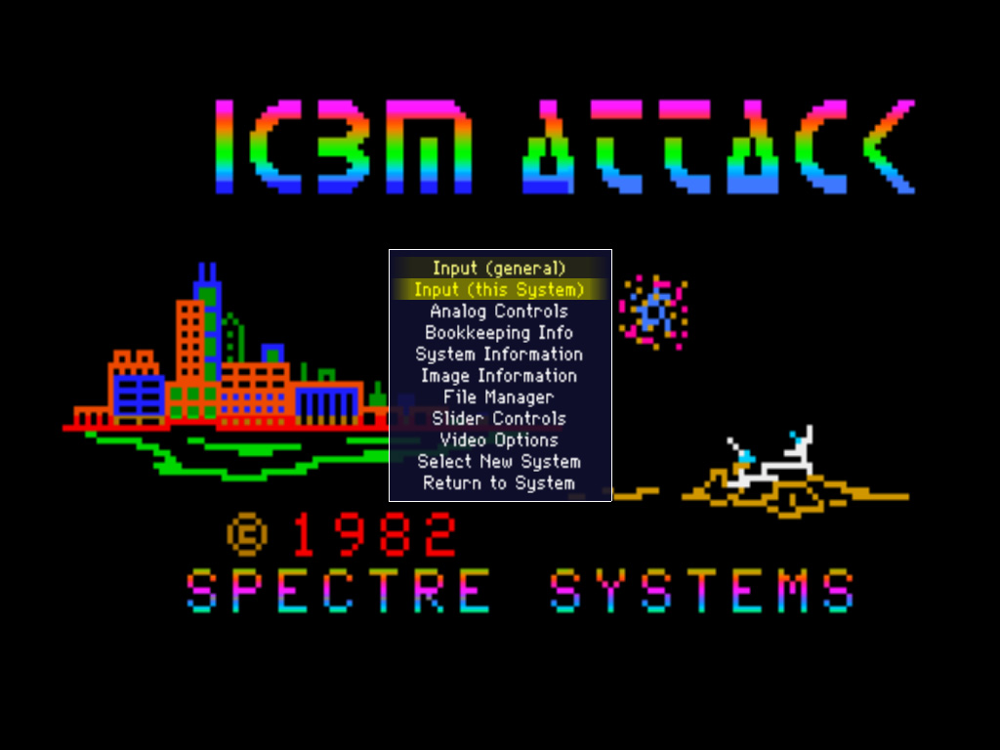 ICBM ATTACK
Input (general)
Input (this System)
Analog Controls
Bookkeeping Info
System Information
Image Information
File Manager
Slider Controls
Video Options
Select New System
Return to System
© 1982
SPECTRE SYSTEMS